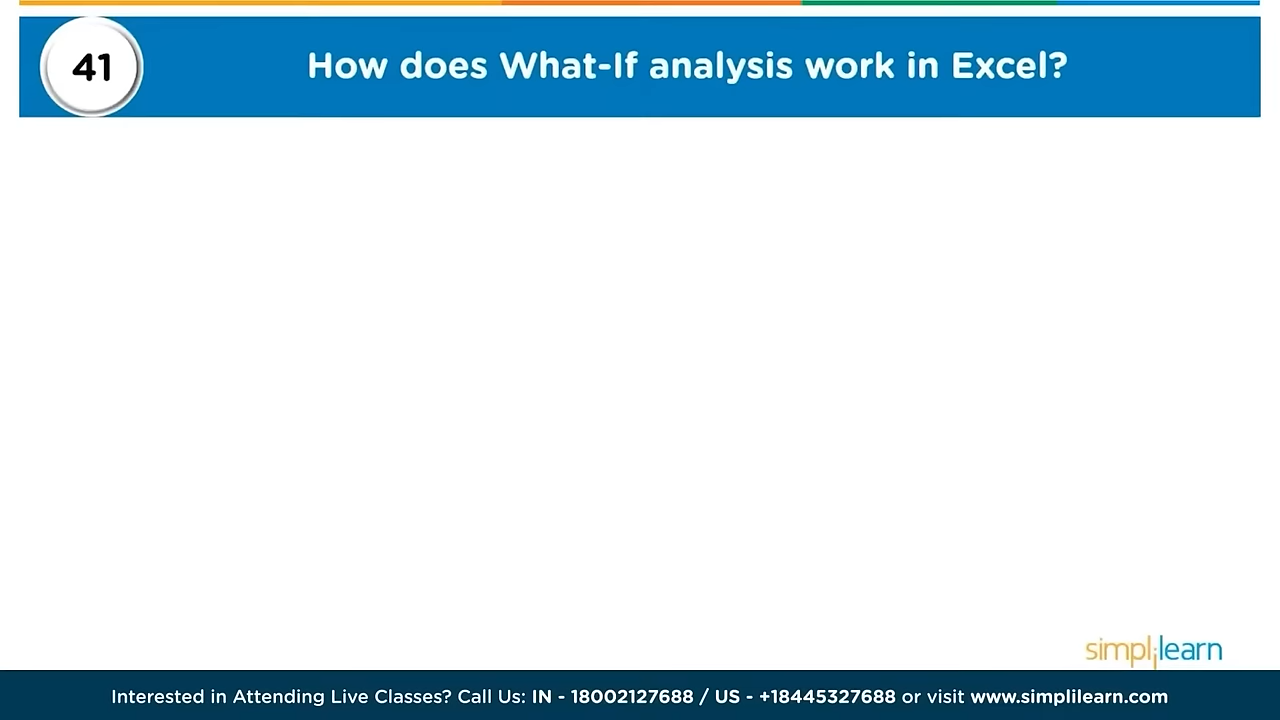 41
How does What-If analysis work in Excel?
simplilearn
Interested in Attending Live Classes? Call Us: IN - 18002127688 / US - +18445327688 or visit www.simplilearn.com